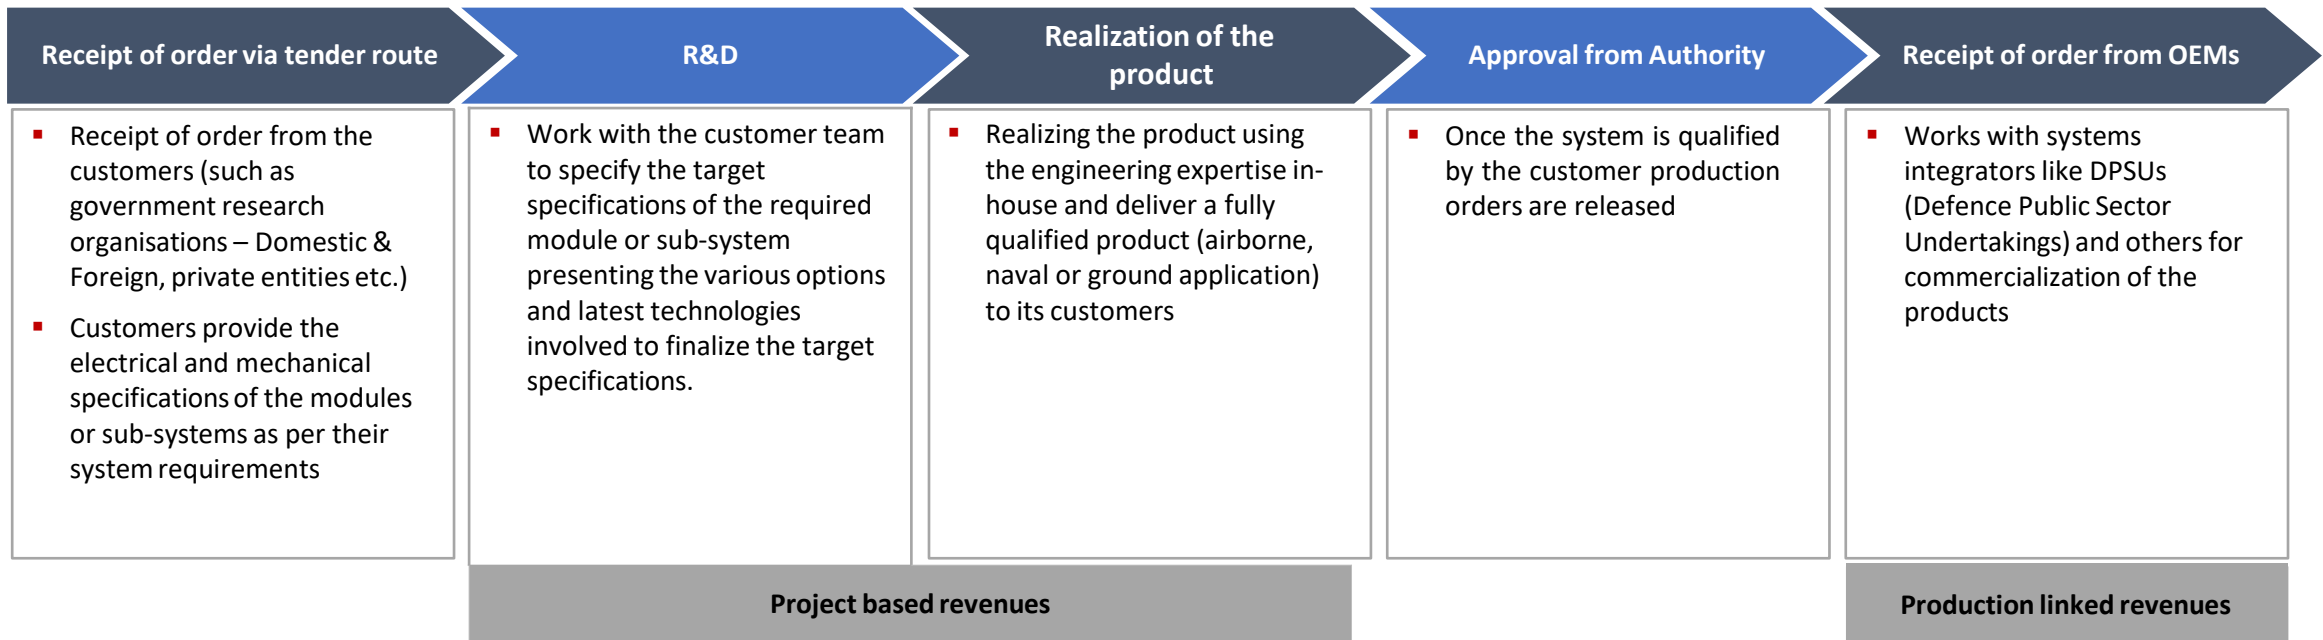 Receipt of order via tender route
R&D
Realization of the
product
Approval from Authority
Receipt of order from OEMs
▪ Receipt of order from the
customers (such as
government research
organisations – Domestic &
Foreign, private entities etc.)
▪ Customers provide the
electrical and mechanical
specifications of the modules
or sub-systems as per their
system requirements
▪ Work with the customer team
to specify the target
specifications of the required
module or sub-system
presenting the various options
and latest technologies
involved to finalize the target
specifications.
▪ Realizing the product using
the engineering expertise in-
house and deliver a fully
qualified product (airborne,
naval or ground application)
to its customers
▪ Once the system is qualified
by the customer production
orders are released
▪ Works with systems
integrators like DPSUs
(Defence Public Sector
Undertakings) and others for
commercialization of the
products
Project based revenues
Production linked revenues